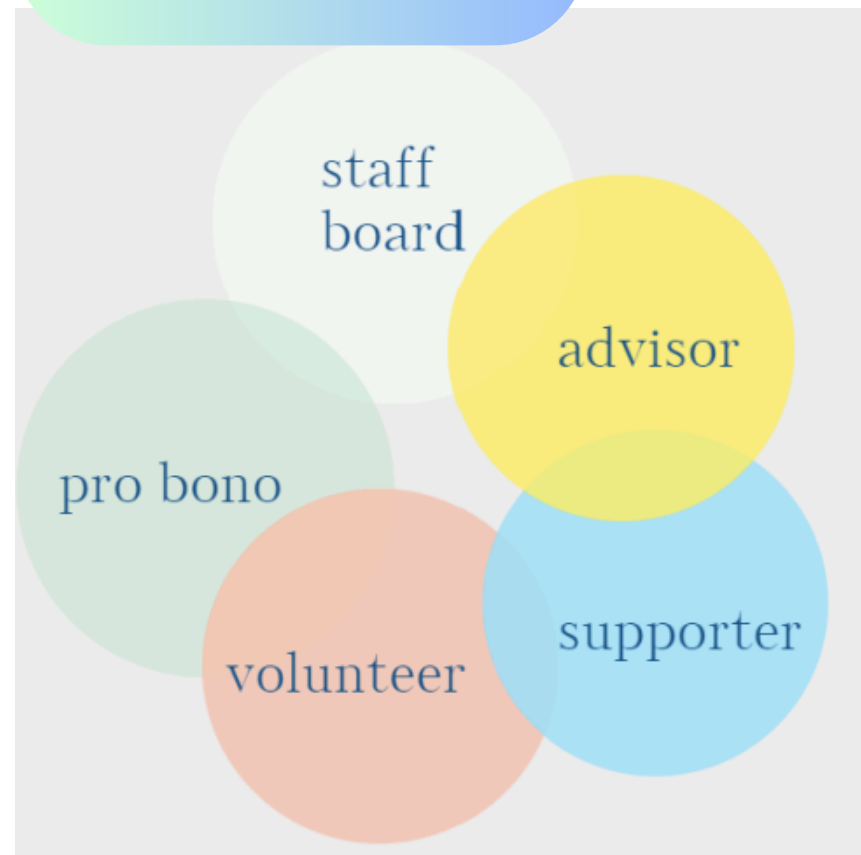 staff
board
advisor
pro bono
supporter
volunteer